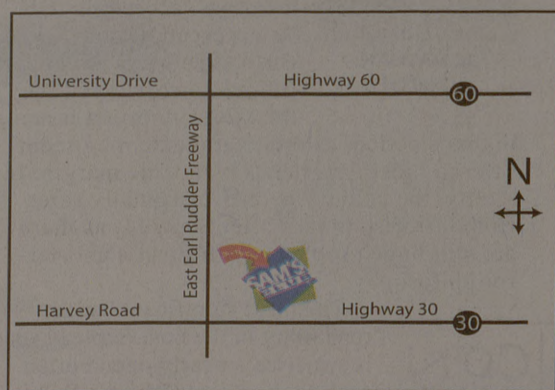 University Drive
Highway 60
60
East Earl Rudder Freeway
N
SAM'S
Harvey Road
Highway 30
30